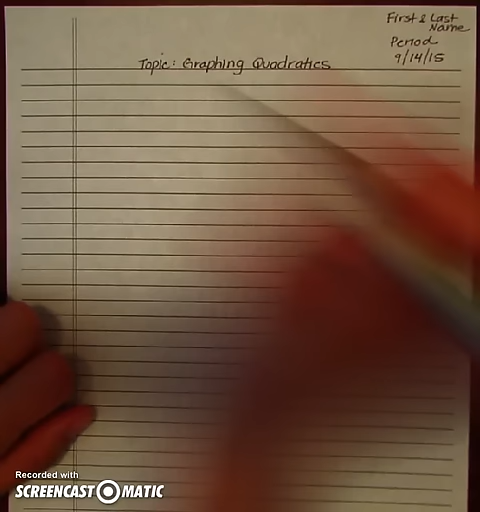 First & Last
Name
Period
9/14/15
Topic: Graphing Quadratics
Recorded with
SCREENCAST-O-MATIC